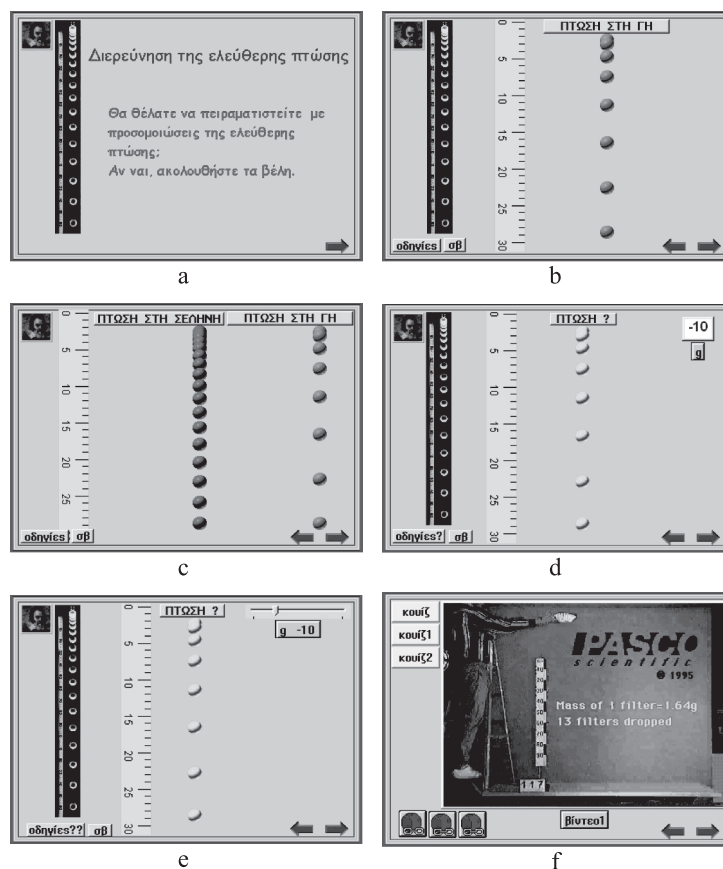 Διερεύνηση της ελεύθερης πτώσης
Θα θέλατε να πειραματιστείτε με
προσομοιώσεις της ελεύθερης
πτώσης;
Αν ναι, ακολουθήστε τα βέλη.
a
ΠΤΩΣΗ ΣΤΗ ΓΗ
0
5
10
15
20
25
30
οδηγίες σβ
b
ΠΤΩΣΗ ΣΤΗ ΣΕΛΗΝΗ ΠΤΩΣΗ ΣΤΗ ΓΗ
0
5
10
15
20
25
οδηγίες σβ
c
ΠΤΩΣΗ ?
-10
g
0
5
10
15
20
25
30
οδηγίες? σβ
d
ΠΤΩΣΗ ?
g -10
0
5
10
15
20
25
30
οδηγίες?? σβ
e
κουίζ
κουίζ1
κουίζ2
PASCO
scientific
© 1995
Mass of 1 filter=1.64g
13 filters dropped
117
βίντεο1
f